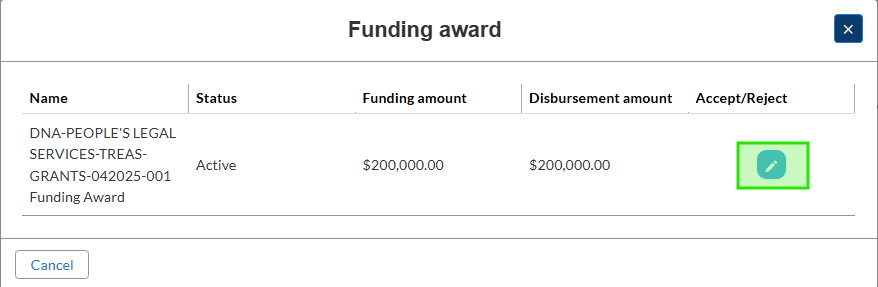 Funding award
×
Name Status Funding amount Disbursement amount Accept/Reject
DNA-PEOPLE'S LEGAL
SERVICES-TREAS-
GRANTS-042025-001
Funding Award
Active $200,000.00 $200,000.00
Cancel